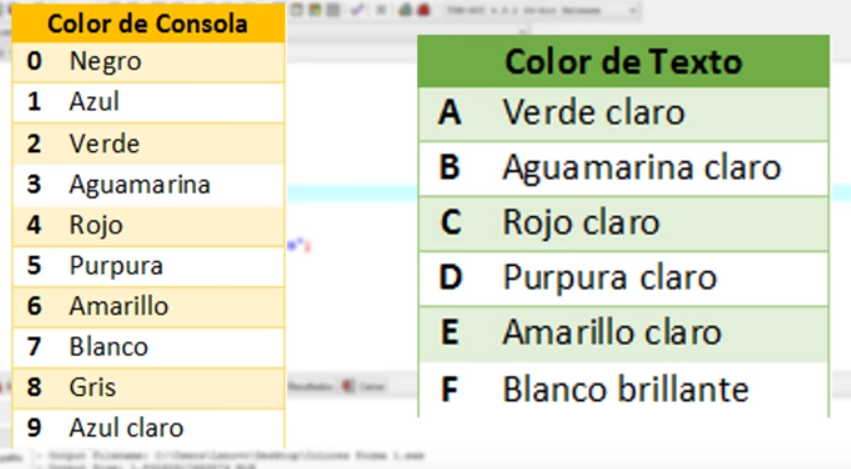 Color de Consola
0 Negro
1 Azul
2 Verde
3 Aguamarina
4 Rojo
5 Purpura
6 Amarillo
7 Blanco
8 Gris
9 Azul claro
Color de Texto
A Verde claro
B Aguamarina claro
C Rojo claro
D Purpura claro
E Amarillo claro
F Blanco brillante